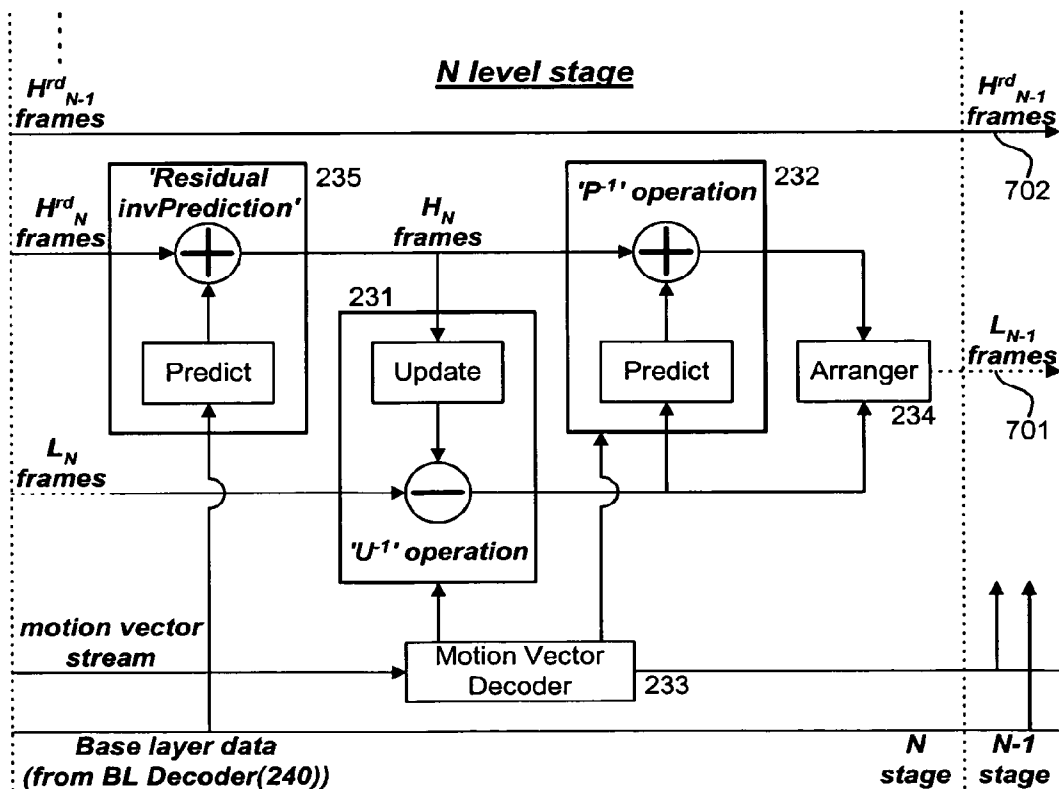 N level stage
H^rd_N-1
frames
H^rd_N-1
frames
702
'Residual
invPrediction'
235
'P^-1' operation
232
H^rd_N
frames
H_N
frames
231
Predict
Update
Predict
Arranger
234
L_N-1
frames
701
L_N
frames
'U^-1' operation
motion vector
stream
Motion Vector
Decoder
233
Base layer data
(from BL Decoder(240))
N
stage
N-1
stage